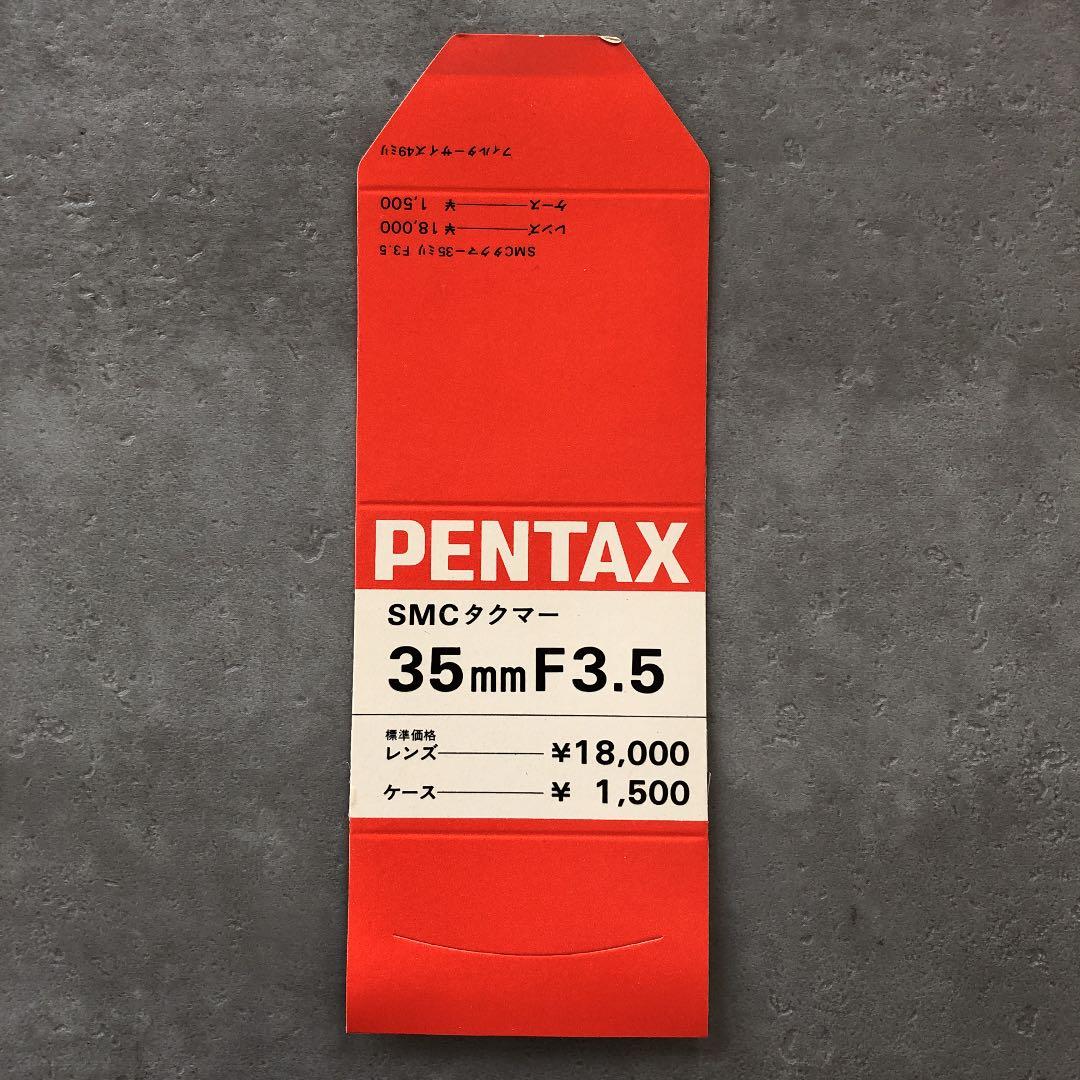 フィルターサイズ49ミリ
ケース――――¥ 1,500
レンズ――――¥ 18,000
SMCタクマー35ミリ F3.5
PENTAX
SMCタクマー
35mm F3.5
標準価格
レンズ――――¥18,000
ケース――――¥ 1,500